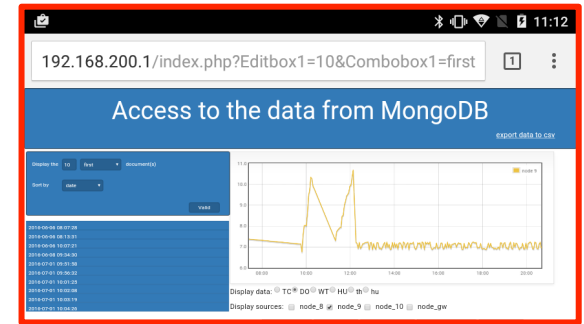 11:12
192.168.200.1/index.php?Editbox1=10&Combobox1=first
1
Access to the data from MongoDB
export data to csv
Display the 10 first document(s)
Sort by date
Valid
2016-06-06 08:07:28
2016-06-06 08:13:31
2016-06-06 10:07:21
2016-06-08 09:34:30
2016-07-01 09:51:58
2016-07-01 09:56:32
2016-07-01 10:01:25
2016-07-01 10:02:08
2016-07-01 10:03:19
2016-07-01 10:04:26
11.0
node 9
10.0
9.0
8.0
7.0
6.0
08:00 10:00 12:00 14:00 16:00 18:00 20:00
Display data: TC DO WT HU th hu
Display sources: node_8 node_9 node_10 node_gw